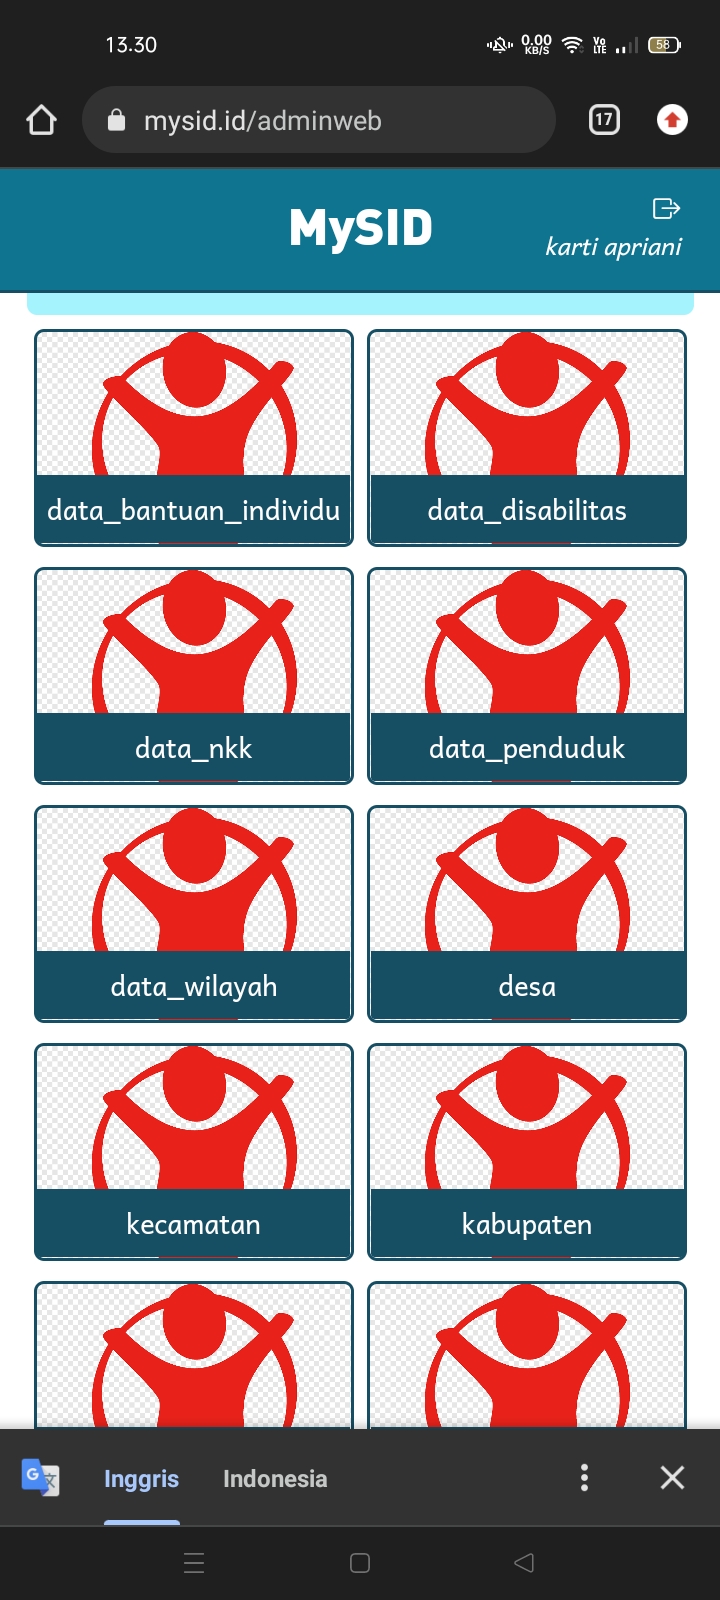 13.30
0.00
KB/S
Vo
LTE
58
mysid.id/adminweb
17
MySID
karti apriani
data_bantuan_individu
data_disabilitas
data_nkk
data_penduduk
data_wilayah
desa
kecamatan
kabupaten
G
文
Inggris
Indonesia